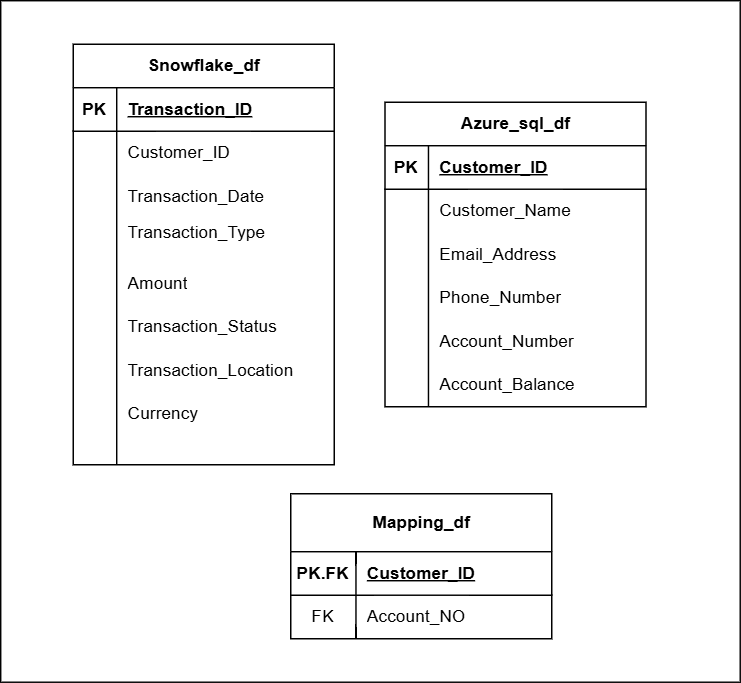 Snowflake_df
PK Transaction_ID
Customer_ID
Transaction_Date
Transaction_Type
Amount
Transaction_Status
Transaction_Location
Currency
Azure_sql_df
PK Customer_ID
Customer_Name
Email_Address
Phone_Number
Account_Number
Account_Balance
Mapping_df
PK.FK Customer_ID
FK Account_NO